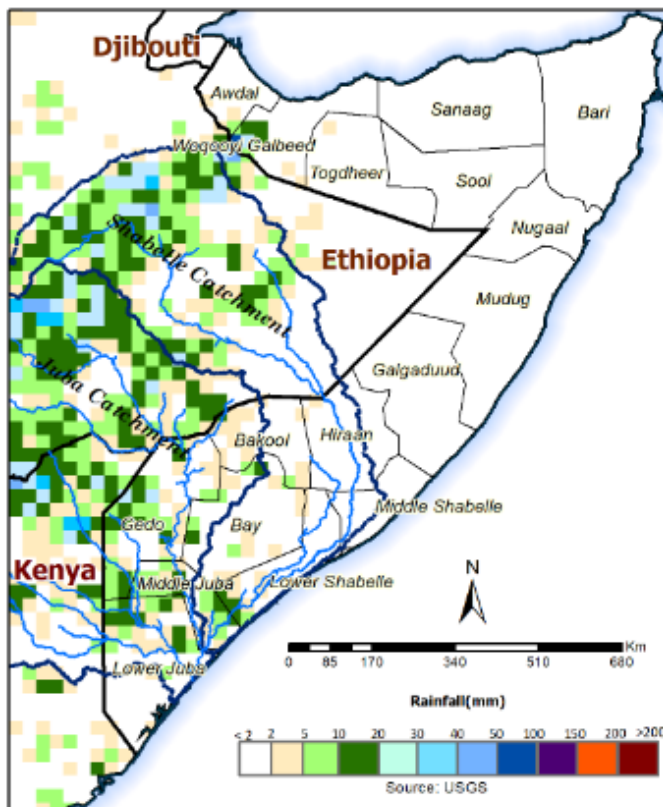 Djibouti
Awdal
Sanaag
Bari
Woqooyi Galbeed
Togdheer
Sool
Nugaal
Shabelle Catchment
Ethiopia
Mudug
Galgaduud
Juba Catchment
Bakool
Hiraan
Middle Shabelle
Gedo
Bay
Kenya
Middle Juba
Lower Shabelle
N
Lower Juba
Km
0 85 170 340 510 680
Rainfall(mm)
< 2 2 5 10 20 30 40 50 100 150 200 >200
Source: USGS